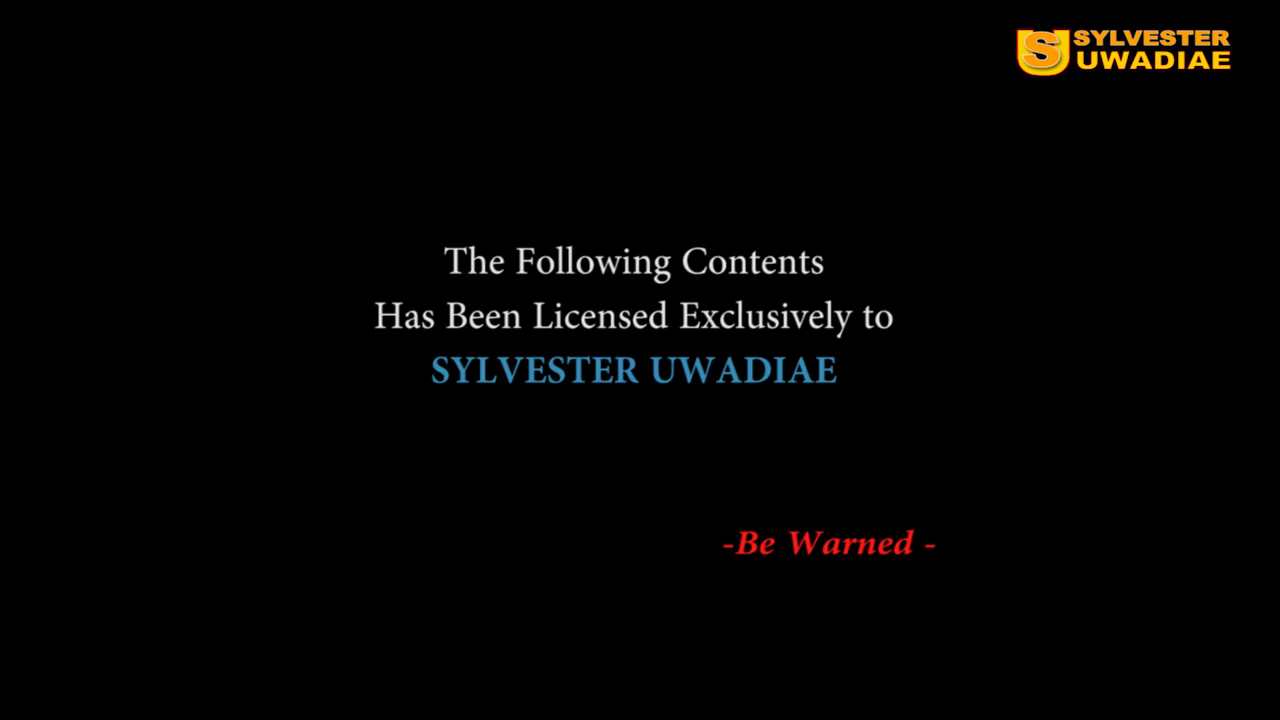 SYLVESTER
UWADIAE
The Following Contents
Has Been Licensed Exclusively to
SYLVESTER UWADIAE
-Be Warned -